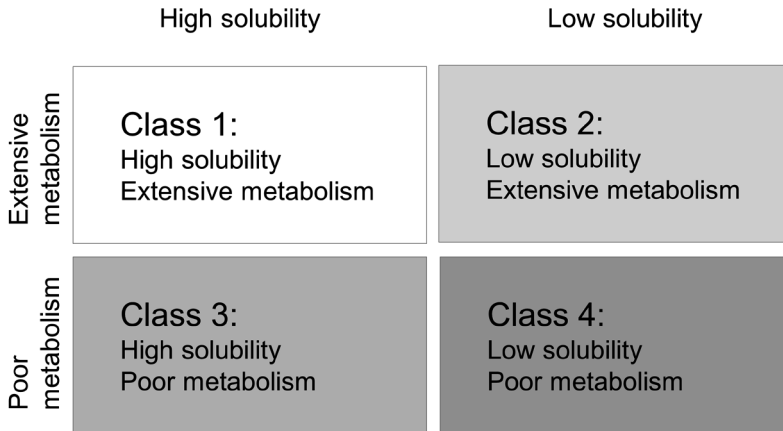 High solubility
Low solubility
Extensive
metabolism
Class 1:
High solubility
Extensive metabolism
Class 2:
Low solubility
Extensive metabolism
Poor
metabolism
Class 3:
High solubility
Poor metabolism
Class 4:
Low solubility
Poor metabolism